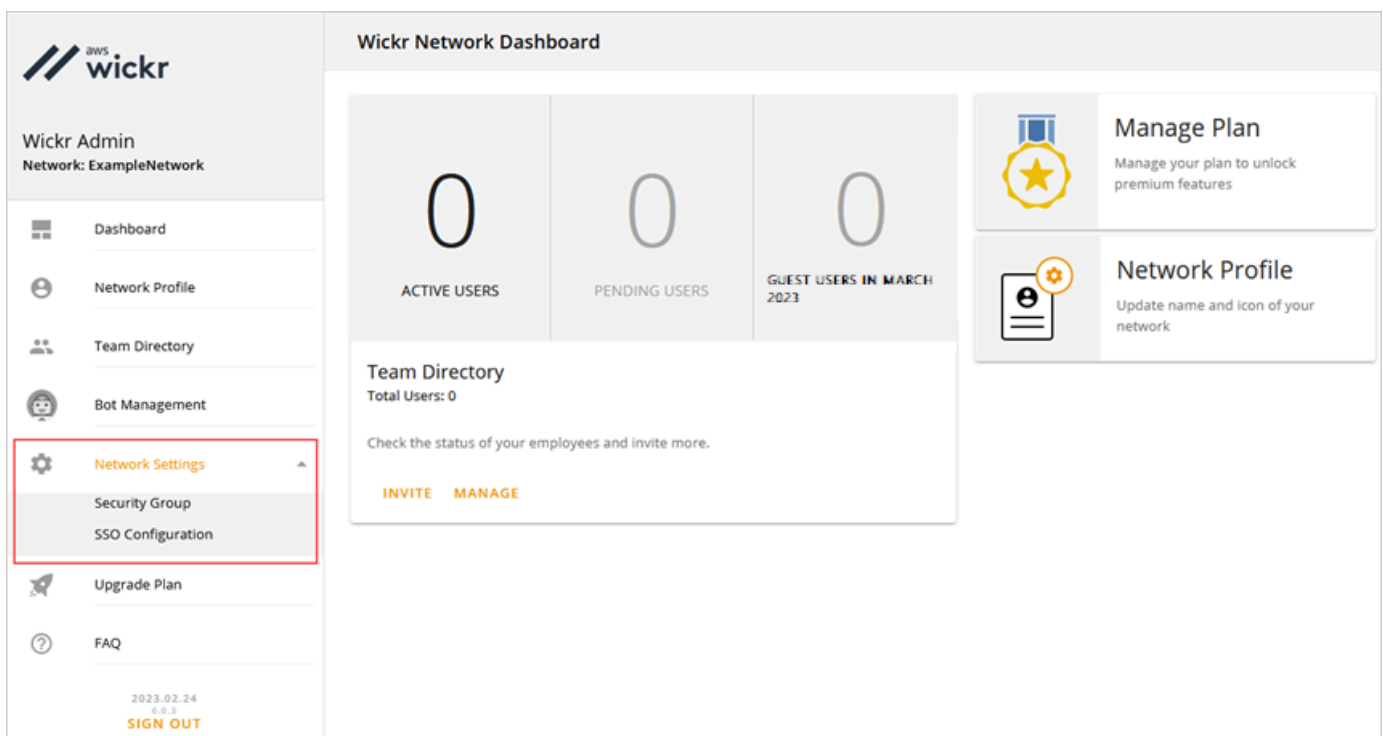 aws
wickr
Wickr Admin
Network: ExampleNetwork
Dashboard
Network Profile
Team Directory
Bot Management
Network Settings
Security Group
SSO Configuration
Upgrade Plan
FAQ
2023.02.24
6.0.3
SIGN OUT
Wickr Network Dashboard
0
ACTIVE USERS
0
PENDING USERS
0
GUEST USERS IN MARCH
2023
Team Directory
Total Users: 0
Check the status of your employees and invite more.
INVITE MANAGE
Manage Plan
Manage your plan to unlock
premium features
Network Profile
Update name and icon of your
network